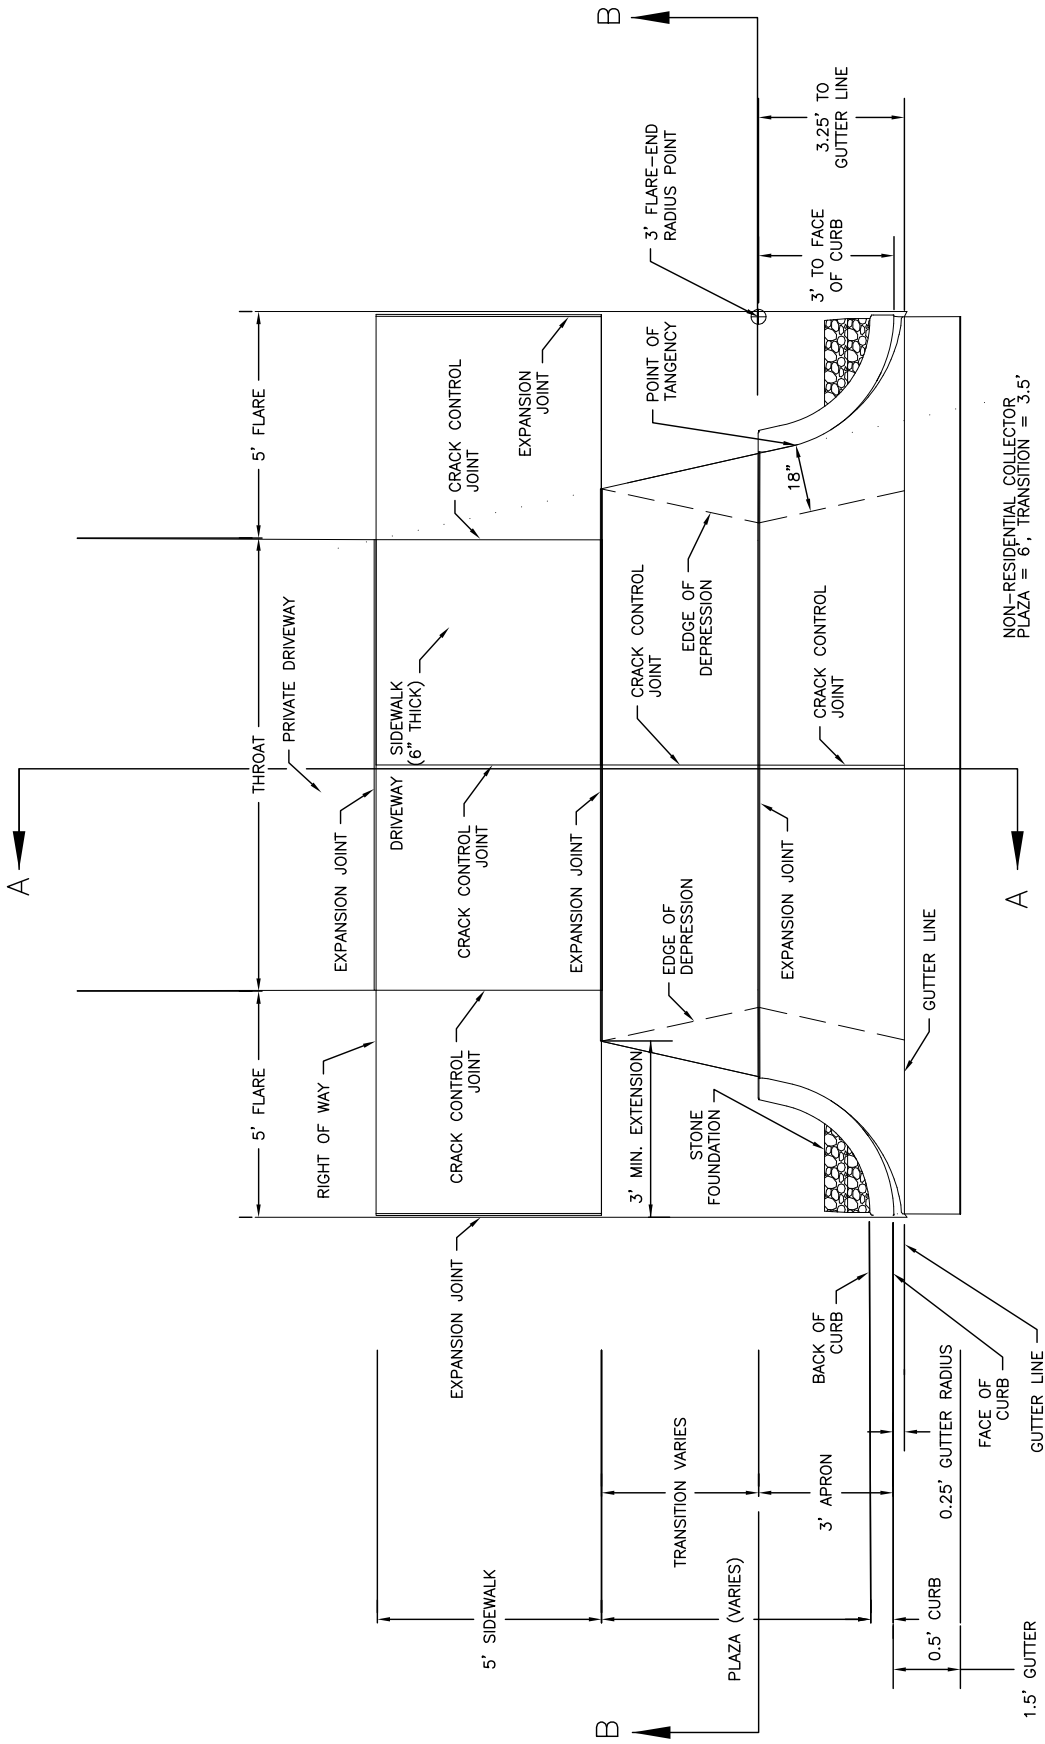 A
5' FLARE
THROAT
5' FLARE
PRIVATE DRIVEWAY
RIGHT OF WAY
EXPANSION JOINT
DRIVEWAY SIDEWALK
(6" THICK)
CRACK CONTROL
JOINT
CRACK CONTROL
JOINT
CRACK CONTROL
JOINT
EXPANSION
JOINT
EXPANSION JOINT
EXPANSION JOINT
5' SIDEWALK
3' MIN. EXTENSION
EDGE OF
DEPRESSION
CRACK CONTROL
JOINT
EDGE OF
DEPRESSION
POINT OF
TANGENCY
3' FLARE-END
RADIUS POINT
B
TRANSITION VARIES
PLAZA (VARIES)
STONE
FOUNDATION
18"
EXPANSION JOINT
CRACK CONTROL
JOINT
3' TO FACE
OF CURB
3.25' TO
GUTTER LINE
B
3' APRON
BACK OF
CURB
GUTTER LINE
0.5' CURB
0.25' GUTTER RADIUS
FACE OF
CURB
GUTTER LINE
1.5' GUTTER
A
NON-RESIDENTIAL COLLECTOR
PLAZA = 6', TRANSITION = 3.5'